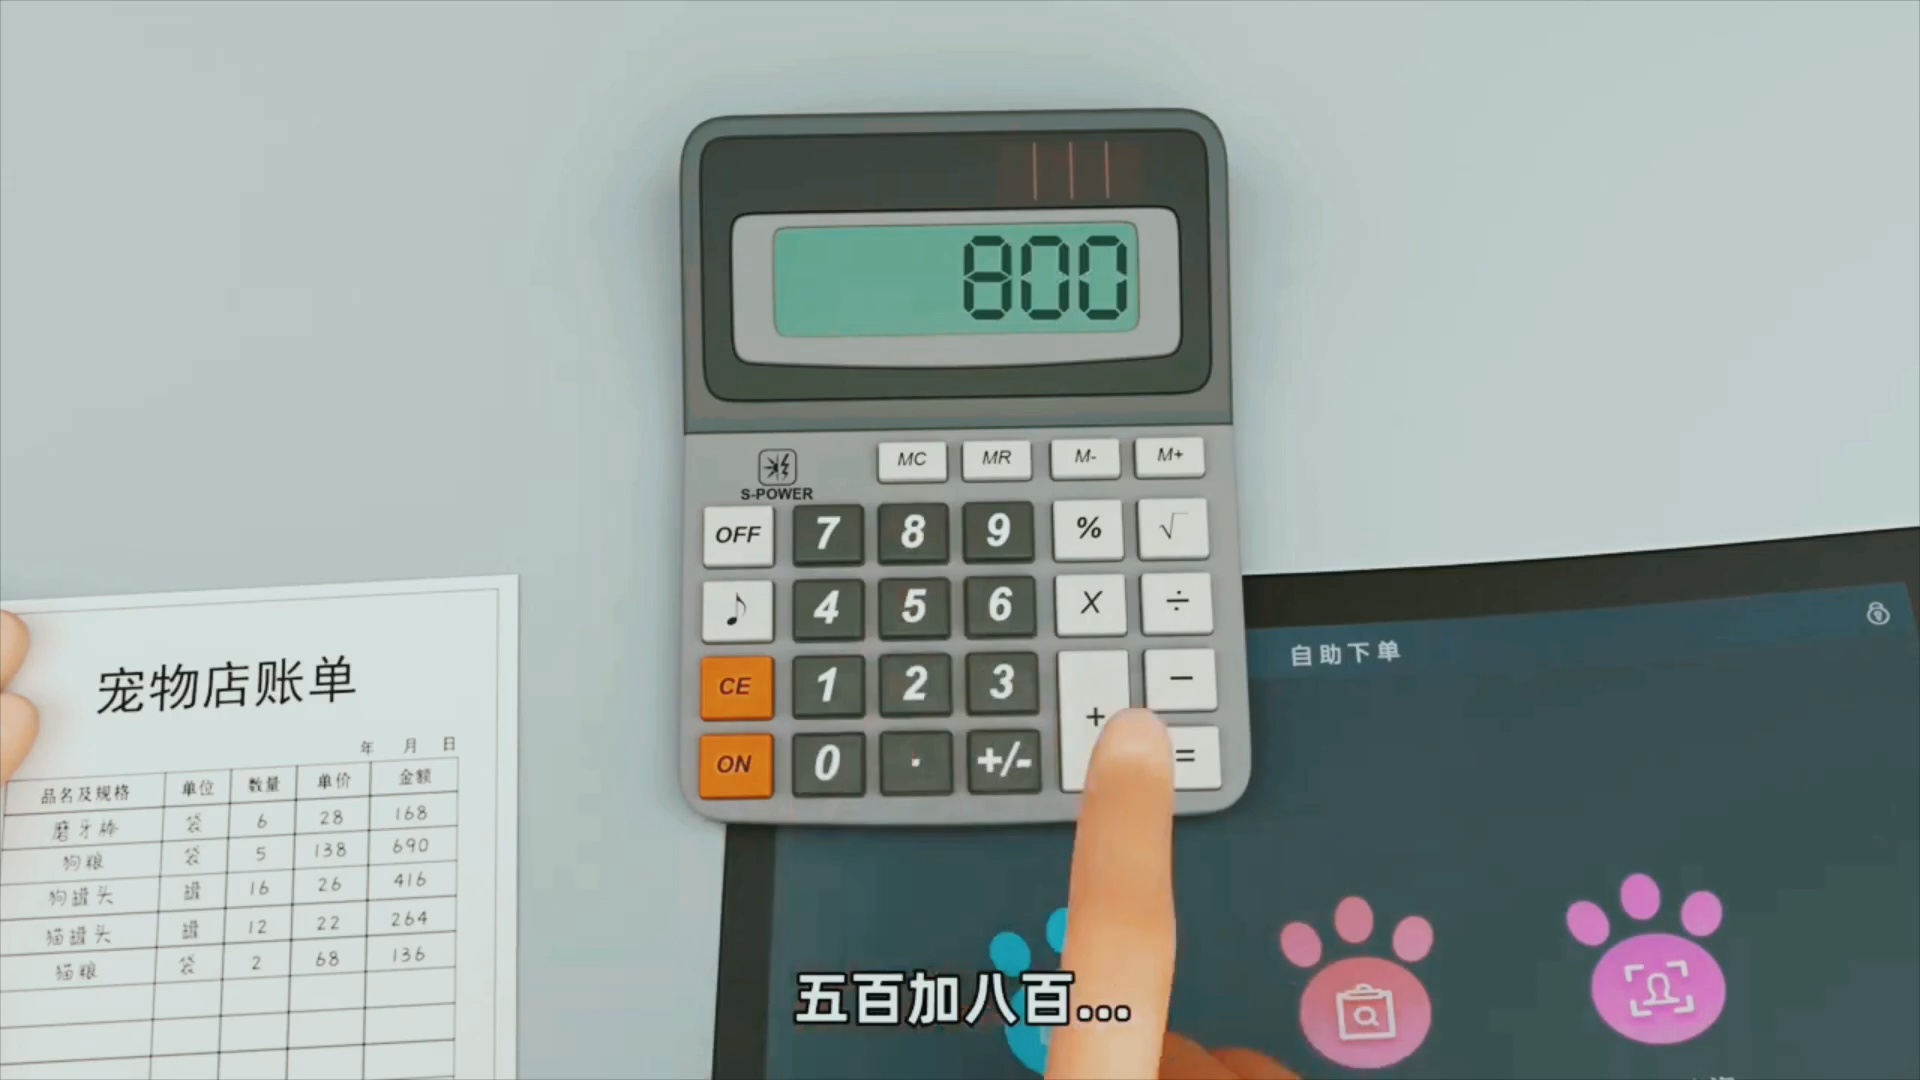 800
MC MR M- M+
S-POWER
OFF 7 8 9 % √
♪ 4 5 6 X ÷
CE 1 2 3 + −
ON 0 . +/- =
宠物店账单
年 月 日
品名及规格 单位 数量 单价 金额
磨牙棒 袋 6 28 168
狗粮 袋 5 138 690
狗罐头 罐 16 26 416
猫罐头 罐 12 22 264
猫粮 袋 2 68 136
自助下单
五百加八百...